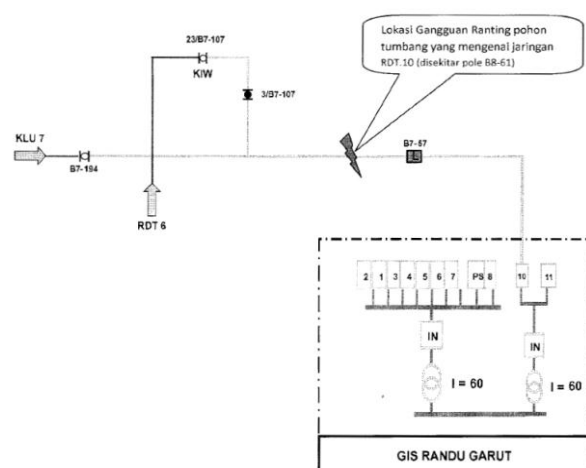 Lokasi Gangguan Ranting pohon
tumbang yang mengenai jaringan
RDT.10 (disekitar pole B8-61)
23/B7-107
KIW
3/B7-107
KLU 7
B7-194
B7-57
L
RDT 6
2 1 3 4 5 6 7 PS 8
10 11
IN
IN
I = 60
I = 60
GIS RANDU GARUT